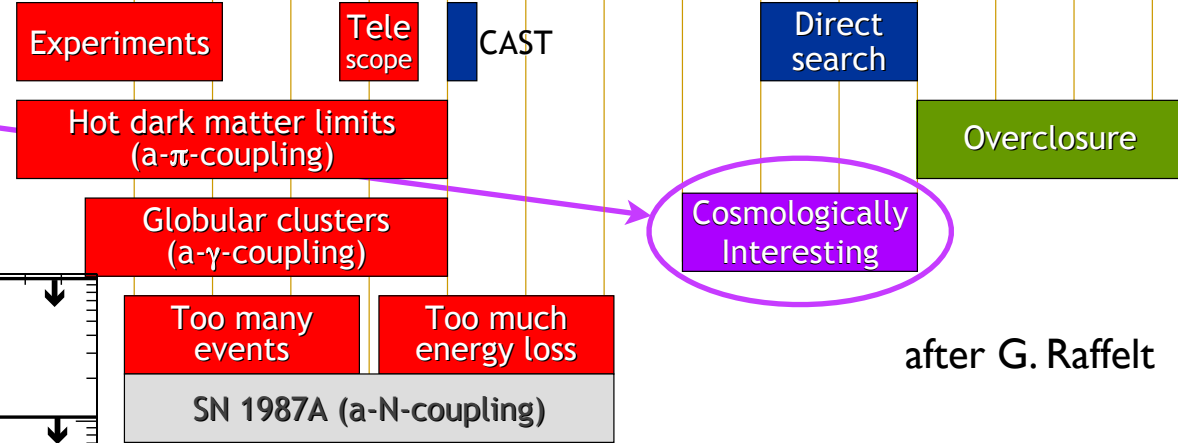 Experiments
Tele
scope
CAST
Direct
search
Hot dark matter limits
(a-π-coupling)
Overclosure
Globular clusters
(a-γ-coupling)
Cosmologically
Interesting
Too many
events
Too much
energy loss
after G. Raffelt
SN 1987A (a-N-coupling)